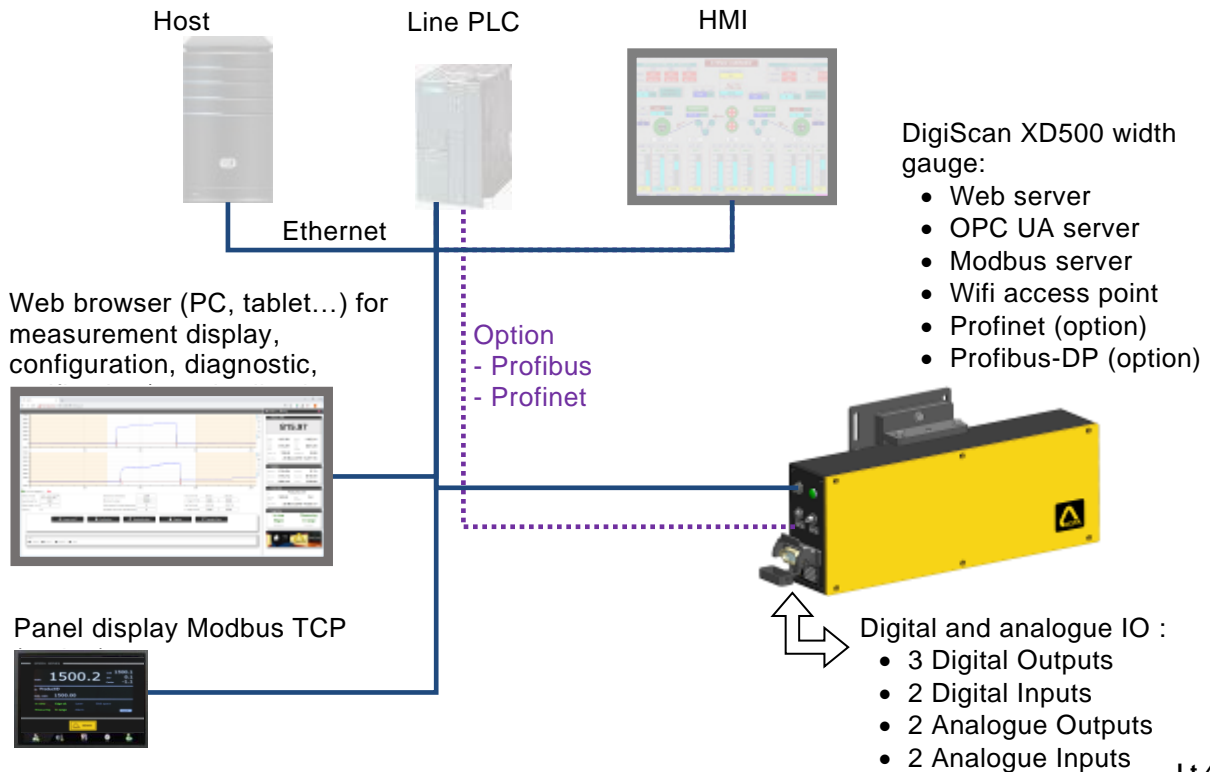 Host
Line PLC
HMI
Ethernet
DigiScan XD500 width
gauge:
• Web server
• OPC UA server
• Modbus server
• Wifi access point
• Profinet (option)
• Profibus-DP (option)
Web browser (PC, tablet…) for
measurement display,
configuration, diagnostic,
Option
- Profibus
- Profinet
Panel display Modbus TCP
1500.2
1500.00
Digital and analogue IO :
• 3 Digital Outputs
• 2 Digital Inputs
• 2 Analogue Outputs
• 2 Analogue Inputs